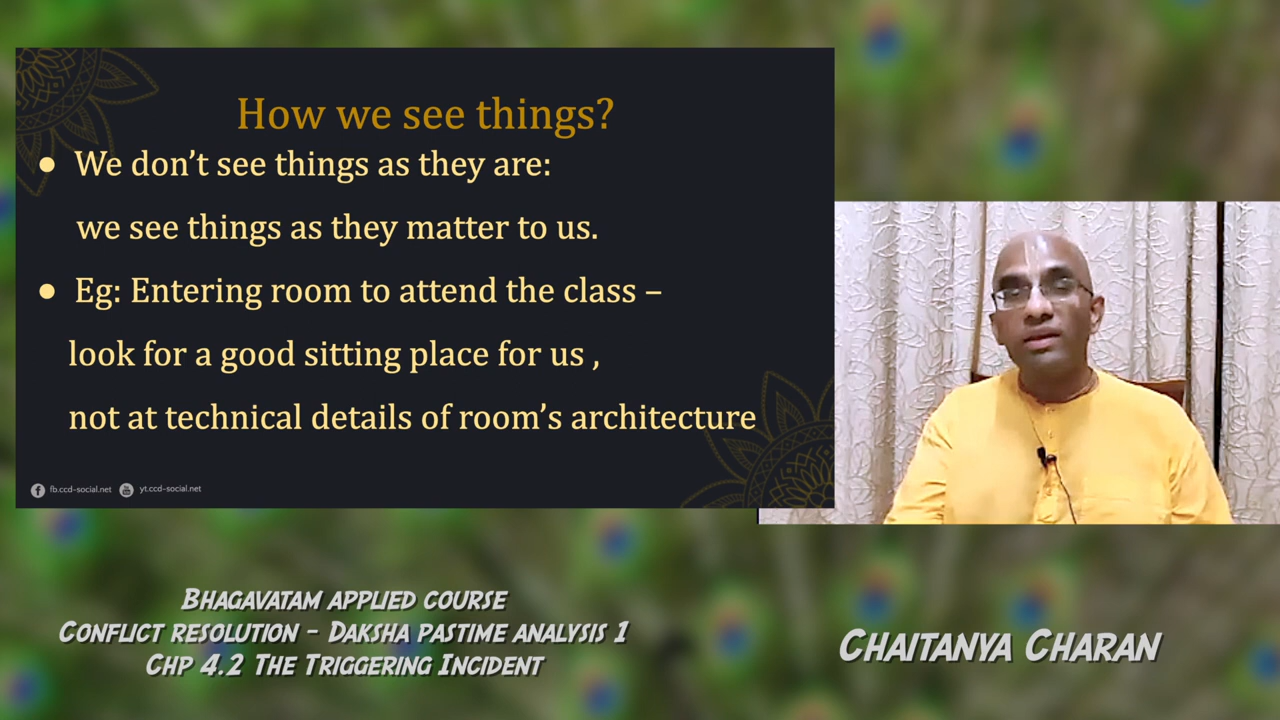 How we see things?
● We don’t see things as they are:
we see things as they matter to us.
● Eg: Entering room to attend the class –
look for a good sitting place for us ,
not at technical details of room’s architecture
fb.ccd-social.net yt.ccd-social.net
BHAGAVATAM APPLIED COURSE
CONFLICT RESOLUTION - DAKSHA PASTIME ANALYSIS 1
CHP 4.2 THE TRIGGERING INCIDENT
CHAITANYA CHARAN